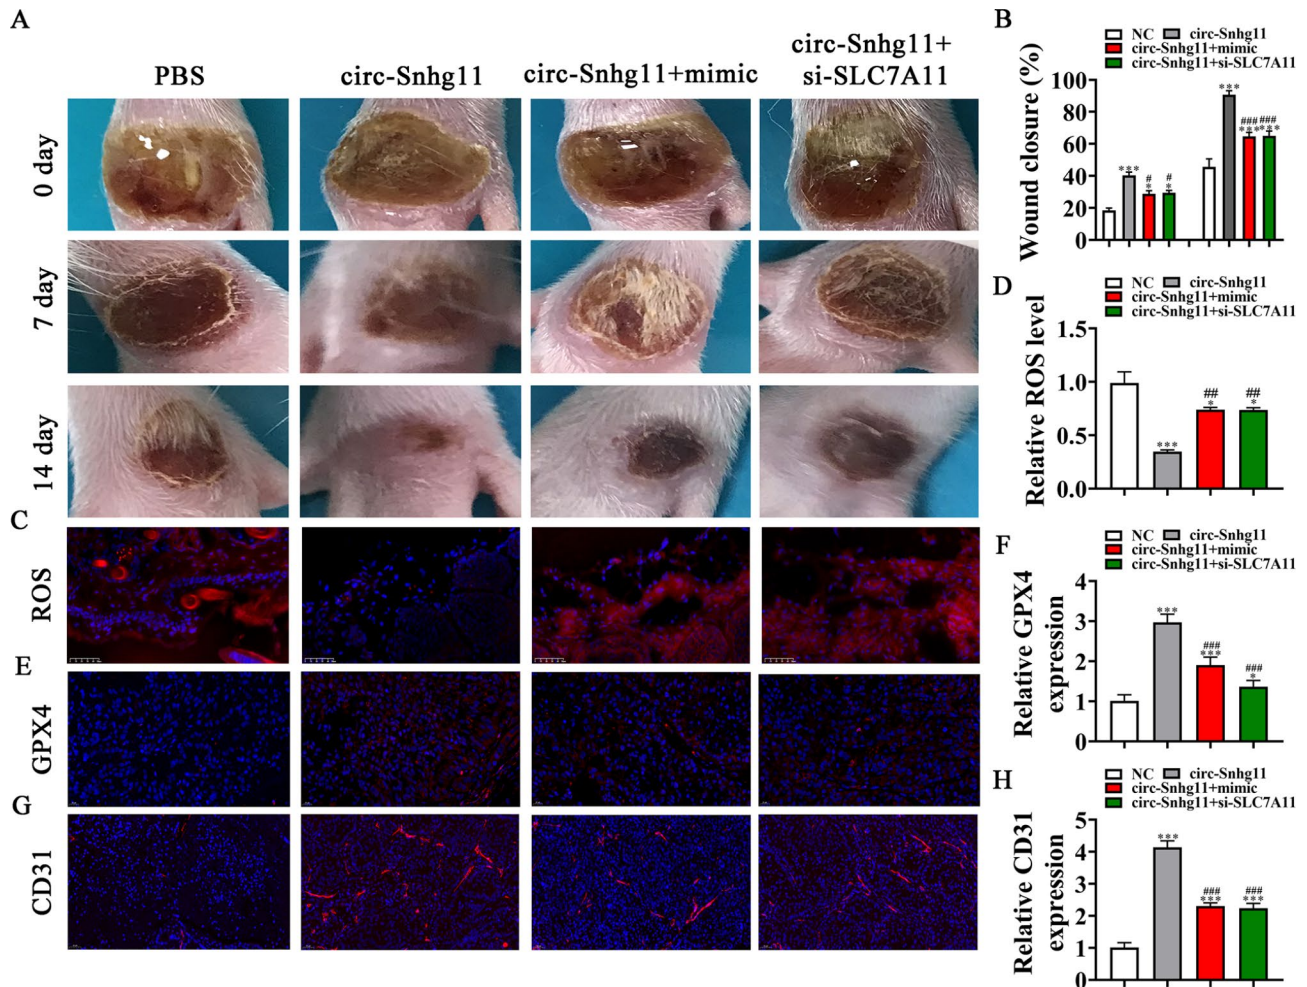 A
PBS
circ-Snhg11
circ-Snhg11+mimic
circ-Snhg11+
si-SLC7A11
0 day
7 day
14 day
C
ROS
E
GPX4
G
CD31
B
NC
circ-Snhg11
circ-Snhg11+mimic
circ-Snhg11+si-SLC7A11
Wound closure (%)
100
80
60
40
20
0
***
#
*
#
*
***
###
***
###
***
D
NC
circ-Snhg11
circ-Snhg11+mimic
circ-Snhg11+si-SLC7A11
Relative ROS level
1.5
1.0
0.5
0.0
***
##
*
##
*
F
NC
circ-Snhg11
circ-Snhg11+mimic
circ-Snhg11+si-SLC7A11
Relative GPX4
expression
4
3
2
1
0
***
###
***
###
*
H
NC
circ-Snhg11
circ-Snhg11+mimic
circ-Snhg11+si-SLC7A11
Relative CD31
expression
5
4
3
2
1
0
***
###
***
###
***